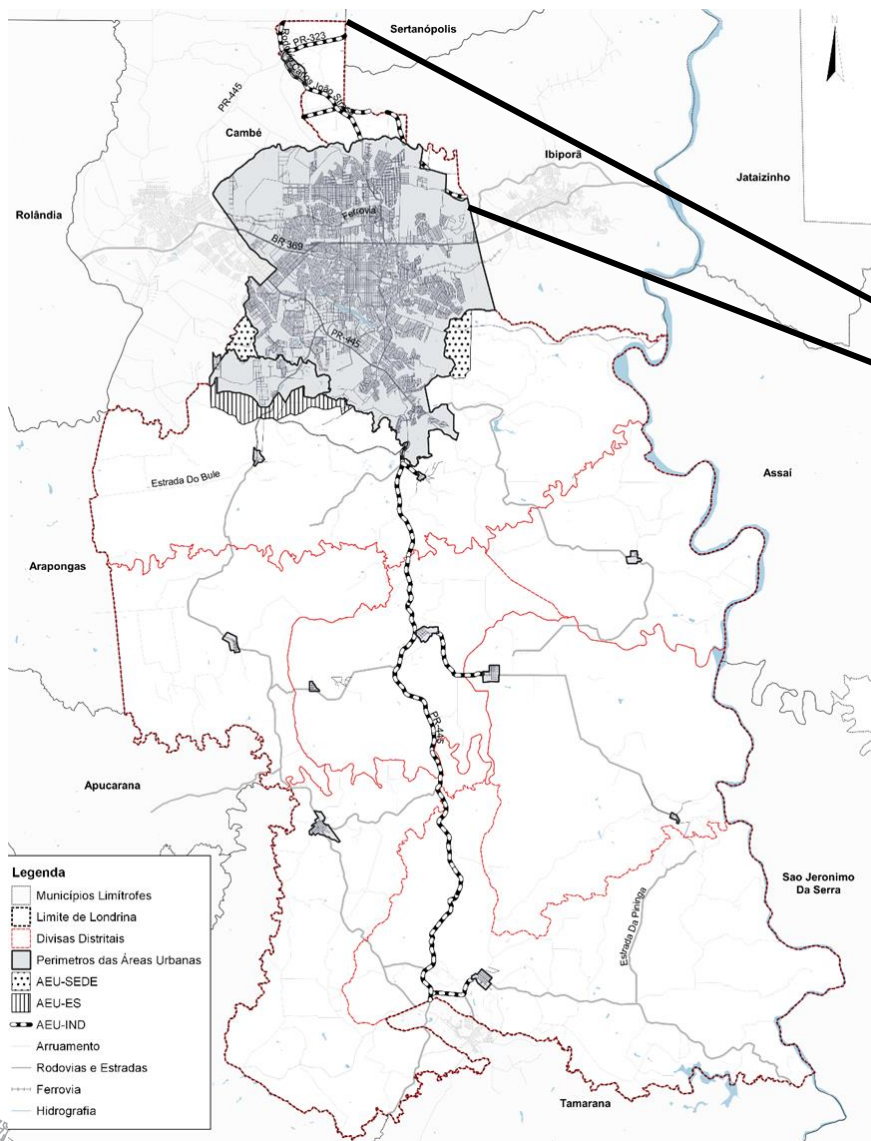 Sertanópolis
N
PR-323
PR-445
Cambé
Ibiporã
Jataizinho
Rolândia
Ferrovia
BR 369
PR-445
Assaí
Estrada Do Bule
Arapongas
PR-445
Apucarana
Sao Jeronimo
Da Serra
Estrada Da Pininga
Tamarana
Legenda
Municípios Limítrofes
Limite de Londrina
Divisas Distritais
Perimetros das Áreas Urbanas
AEU-SEDE
AEU-ES
AEU-IND
Arruamento
Rodovias e Estradas
Ferrovia
Hidrografia